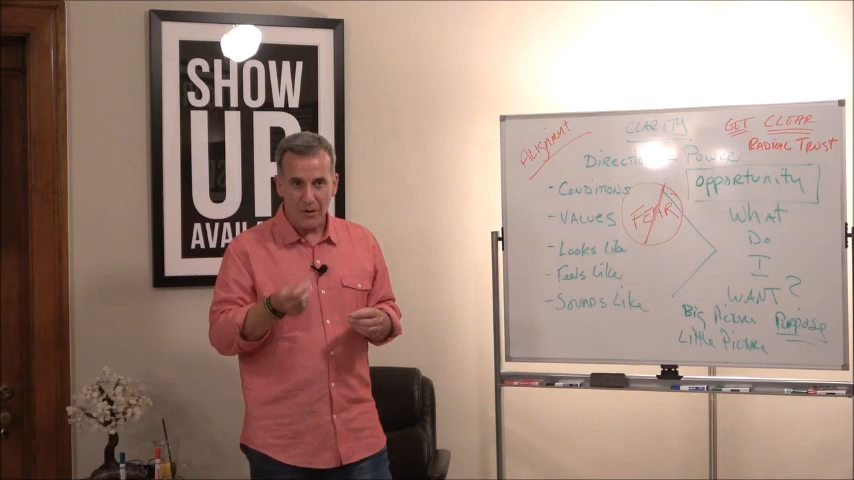 SHOW
UP
AVAIL
Alignment
CLARITY
GET CLEAR
RADICAL TRUST
DIRECTION - POWER
- CONDITIONS
- VALUES
- Looks Like
- Feels Like
- Sounds Like
FEAR
Opportunity
What
Do
I
WANT?
Big Picture Purpose
Little Picture